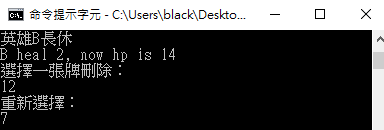 命令提示字元 - C:\Users\black\Deskto...
英雄B長休
B heal 2, now hp is 14
選擇一張牌刪除：
12
重新選擇：
7